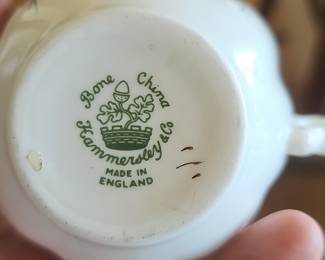 Bone China
Hammersley & Co
MADE IN
ENGLAND